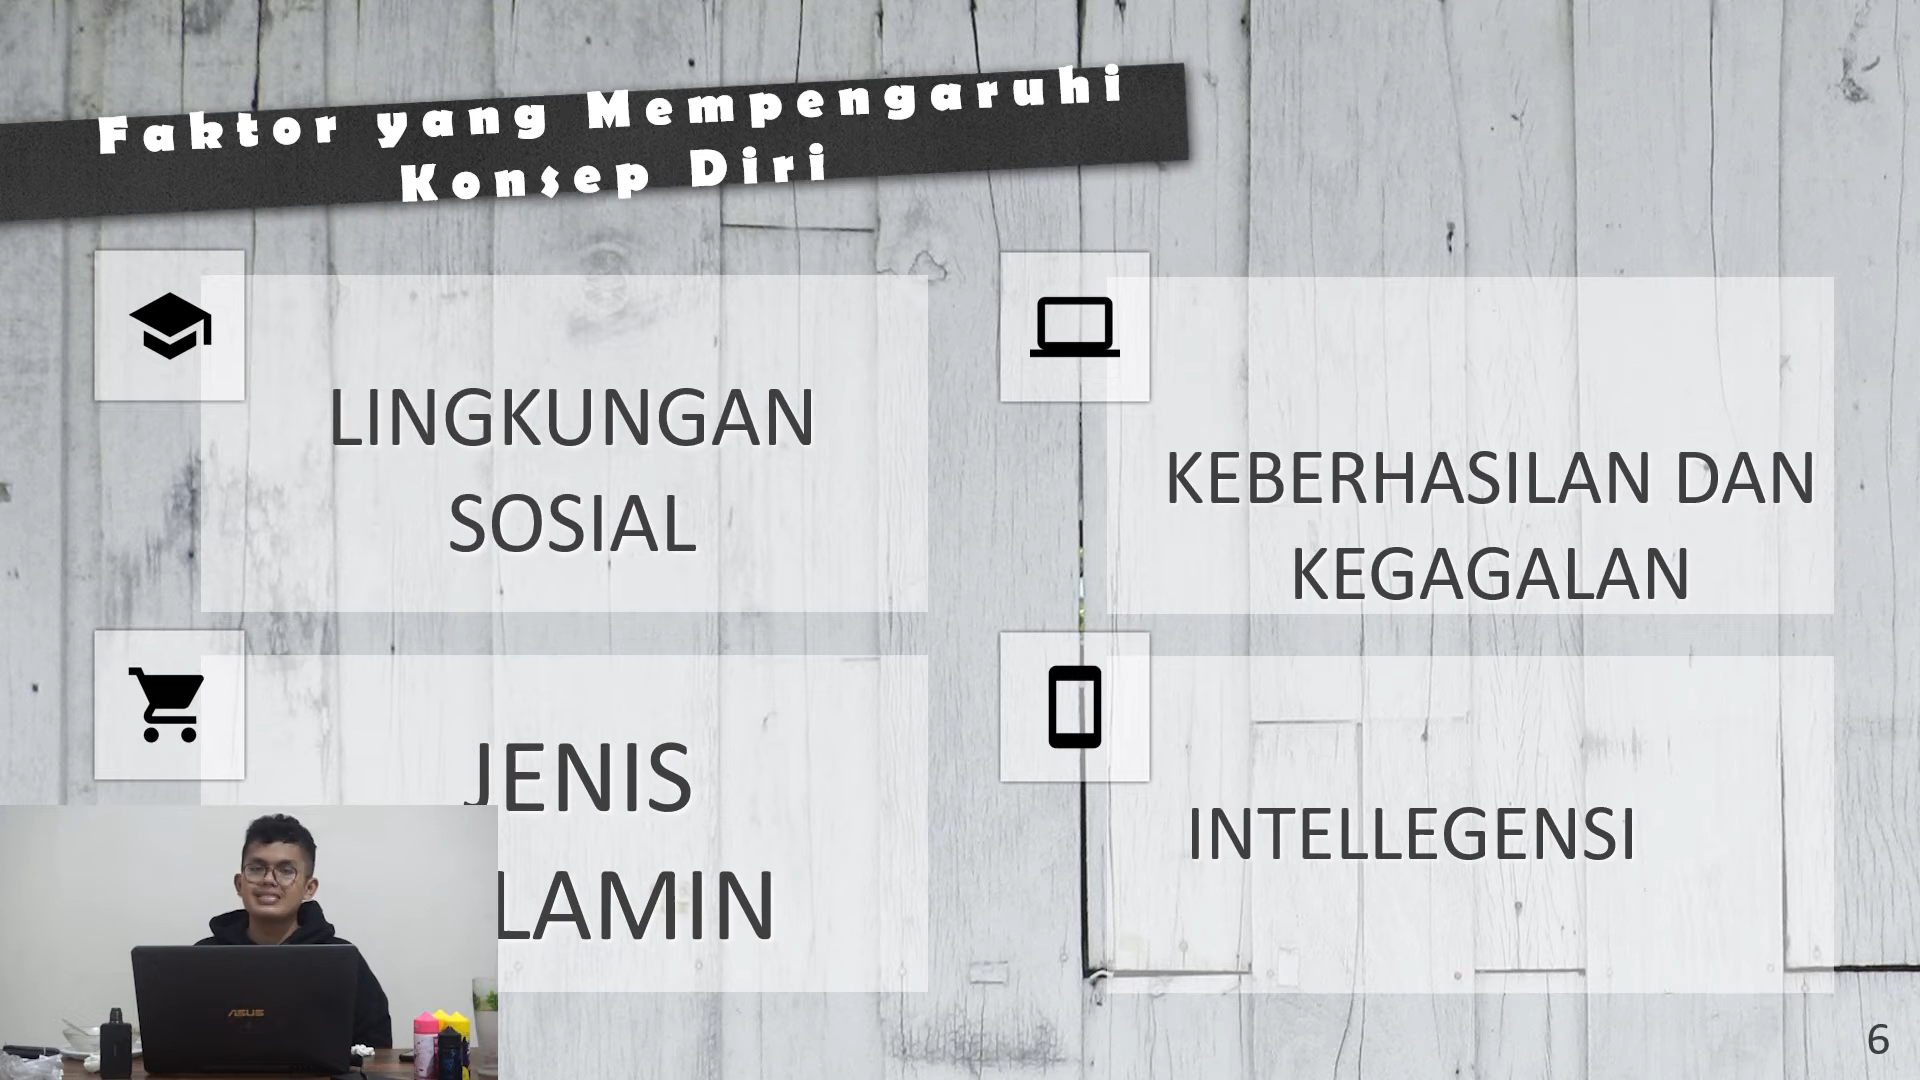 Faktor yang Mempengaruhi
Konsep Diri
LINGKUNGAN
SOSIAL
KEBERHASILAN DAN
KEGAGALAN
JENIS
LAMIN
INTELLEGENSI
ASUS
6